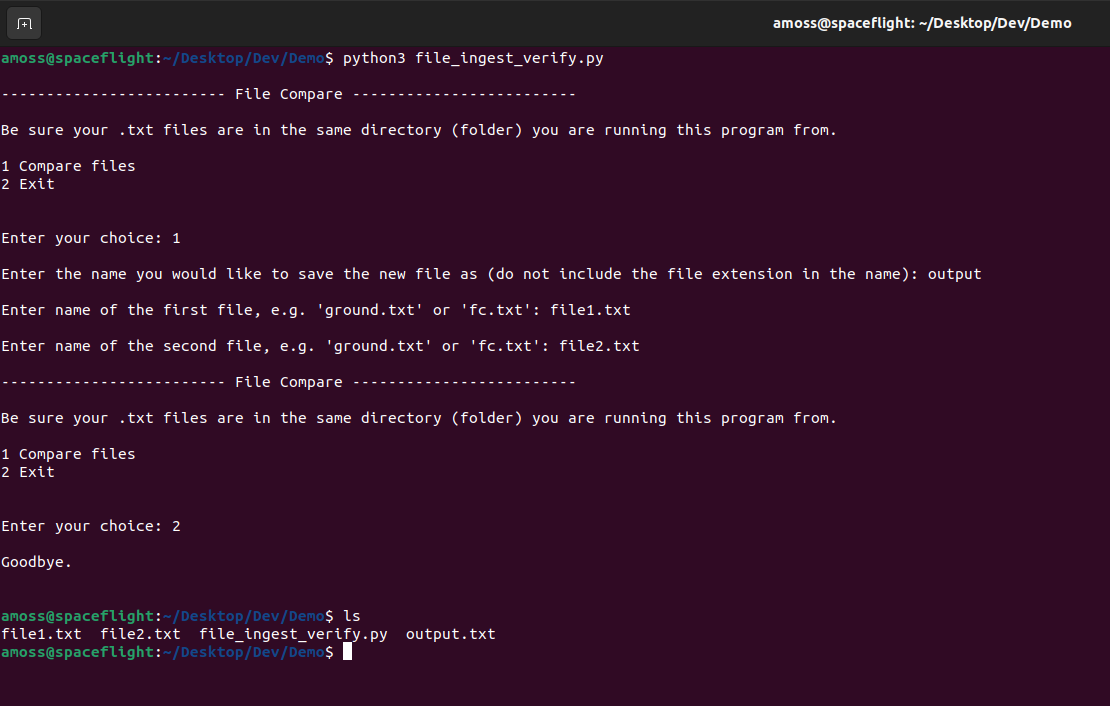 amoss@spaceflight: ~/Desktop/Dev/Demo
amoss@spaceflight:~/Desktop/Dev/Demo$ python3 file_ingest_verify.py
------------------------- File Compare -------------------------
Be sure your .txt files are in the same directory (folder) you are running this program from.
1 Compare files
2 Exit
Enter your choice: 1
Enter the name you would like to save the new file as (do not include the file extension in the name): output
Enter name of the first file, e.g. 'ground.txt' or 'fc.txt': file1.txt
Enter name of the second file, e.g. 'ground.txt' or 'fc.txt': file2.txt
------------------------- File Compare -------------------------
Be sure your .txt files are in the same directory (folder) you are running this program from.
1 Compare files
2 Exit
Enter your choice: 2
Goodbye.
amoss@spaceflight:~/Desktop/Dev/Demo$ ls
file1.txt  file2.txt  file_ingest_verify.py  output.txt
amoss@spaceflight:~/Desktop/Dev/Demo$